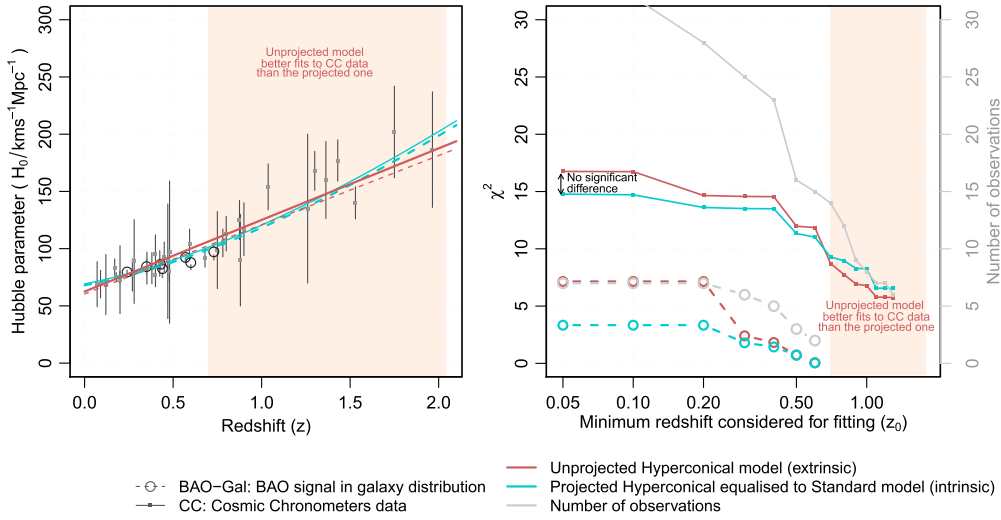 Hubble parameter ( H₀/kms⁻¹Mpc⁻¹ )
300
250
200
150
100
50
0
Unprojected model
better fits to CC data
than the projected one
0.0
0.5
1.0
1.5
2.0
Redshift (z)
χ²
30
25
20
15
10
5
0
No significant
difference
Unprojected model
better fits to CC data
than the projected one
0.05
0.10
0.20
0.50
1.00
Minimum redshift considered for fitting (z₀)
30
25
20
15
10
5
0
Number of observations
BAO−Gal: BAO signal in galaxy distribution
CC: Cosmic Chronometers data
Unprojected Hyperconical model (extrinsic)
Projected Hyperconical equalised to Standard model (intrinsic)
Number of observations